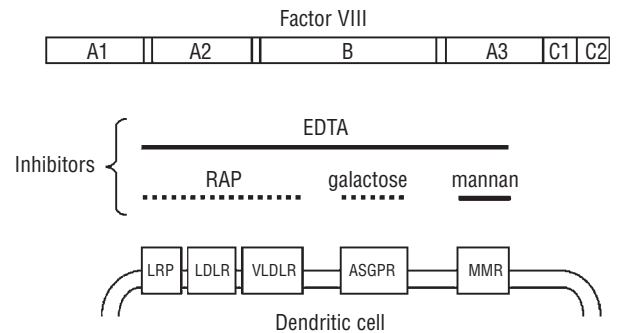 Factor VIII
A1 A2 B A3 C1 C2
EDTA
Inhibitors
RAP galactose mannan
LRP LDLR VLDLR ASGPR MMR
Dendritic cell